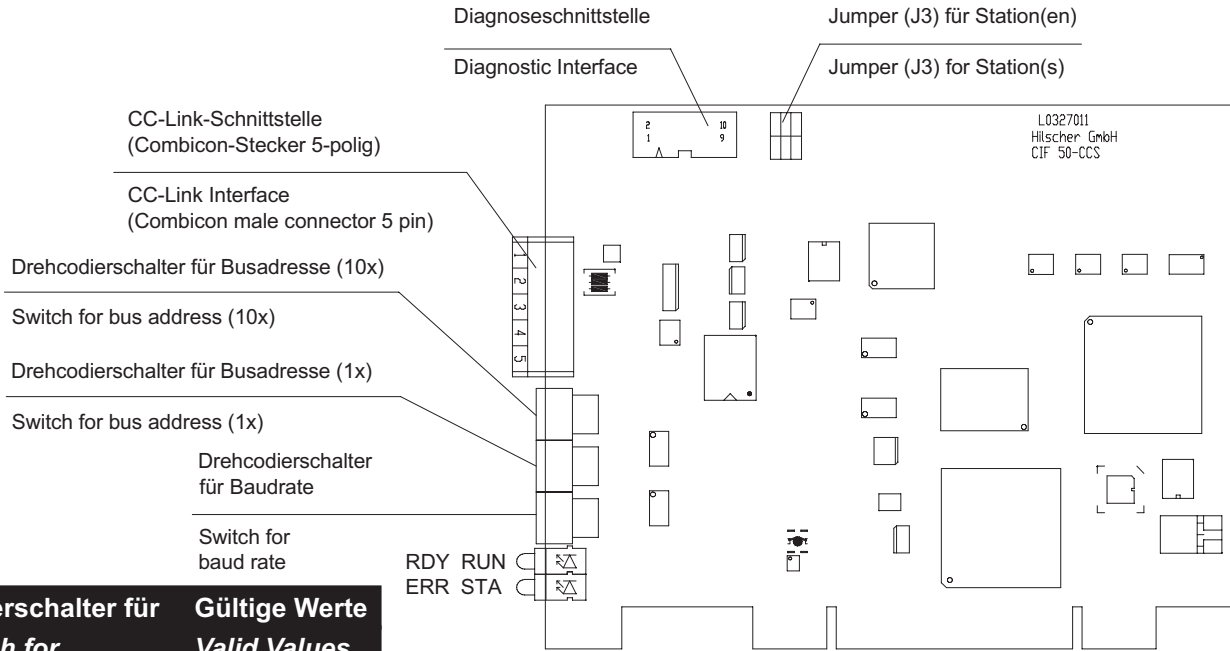 Diagnoseschnittstelle
Diagnostic Interface
Jumper (J3) für Station(en)
Jumper (J3) for Station(s)
CC-Link-Schnittstelle
(Combicon-Stecker 5-polig)
CC-Link Interface
(Combicon male connector 5 pin)
2 10
1 9
L0327011
Hilscher GmbH
CIF 50-CCS
Drehcodierschalter für Busadresse (10x)
Switch for bus address (10x)
Drehcodierschalter für Busadresse (1x)
Switch for bus address (1x)
1
2
3
4
5
Drehcodierschalter
für Baudrate
Switch for
baud rate
RDY RUN
ERR STA
erschalter für Gültige Werte
h for Valid Values